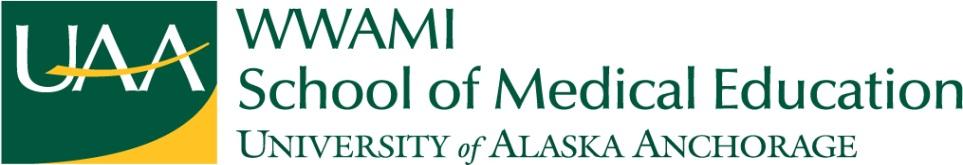 UAA
WWAMI
School of Medical Education
UNIVERSITY of ALASKA ANCHORAGE